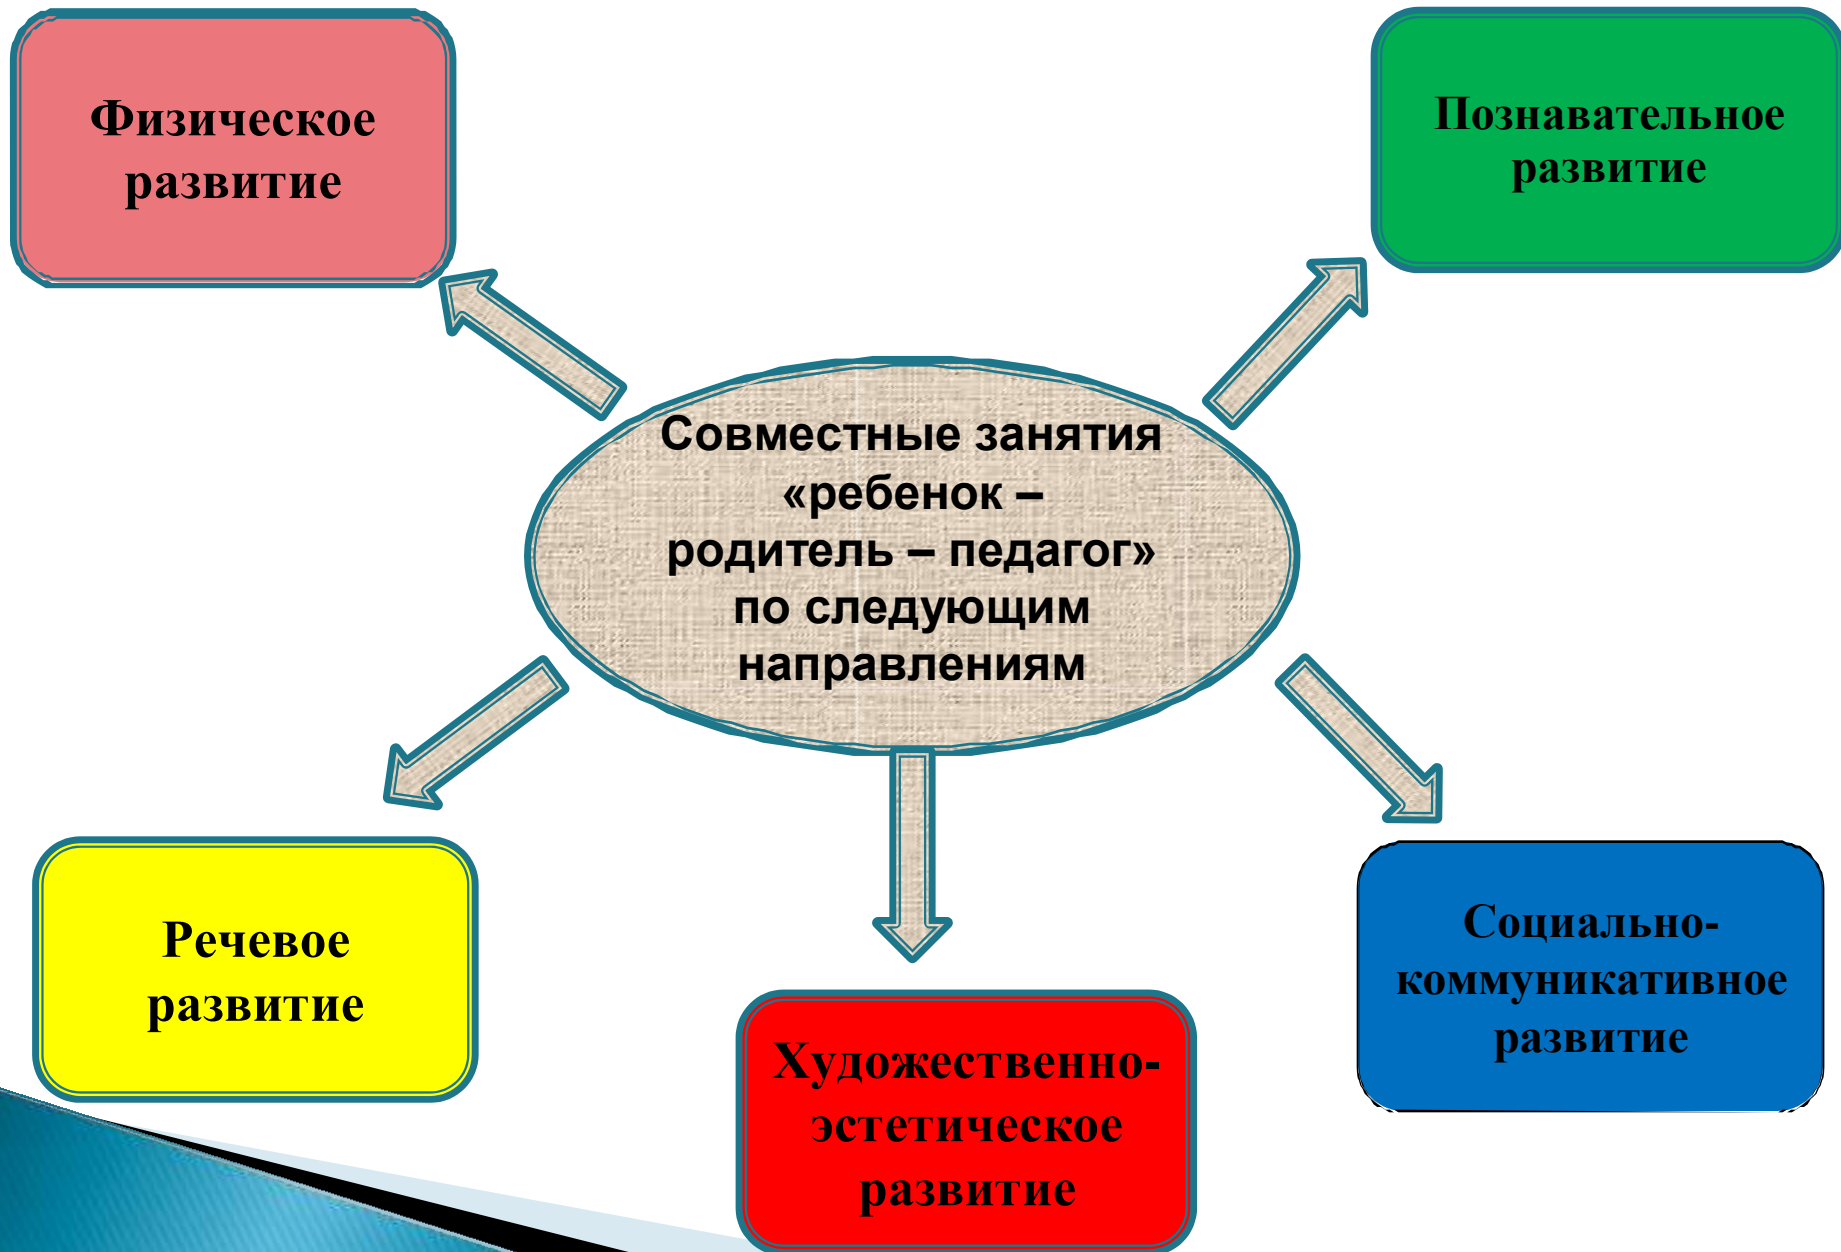 Физическое
развитие
Познавательное
развитие
Совместные занятия
«ребенок –
родитель – педагог»
по следующим
направлениям
Речевое
развитие
Художественно-
эстетическое
развитие
Социально-
коммуникативное
развитие